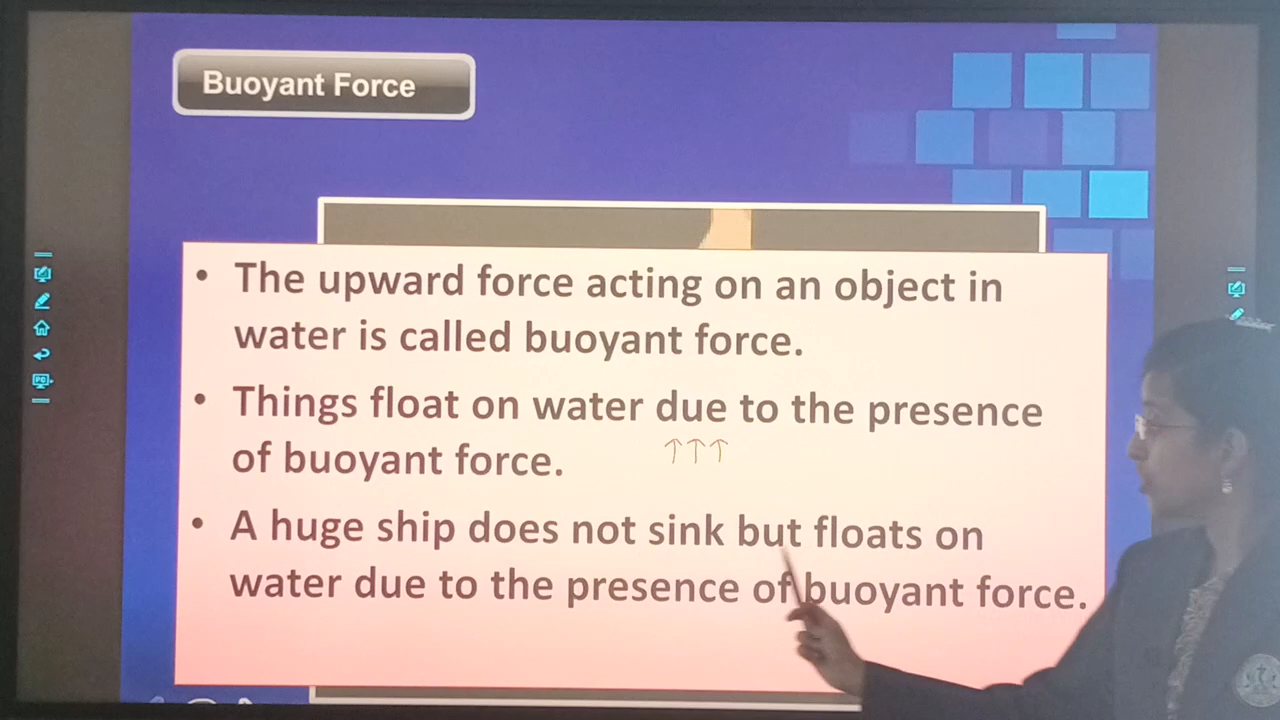 Buoyant Force
• The upward force acting on an object in
water is called buoyant force.
• Things float on water due to the presence
of buoyant force.
↑↑↑
• A huge ship does not sink but floats on
water due to the presence of buoyant force.